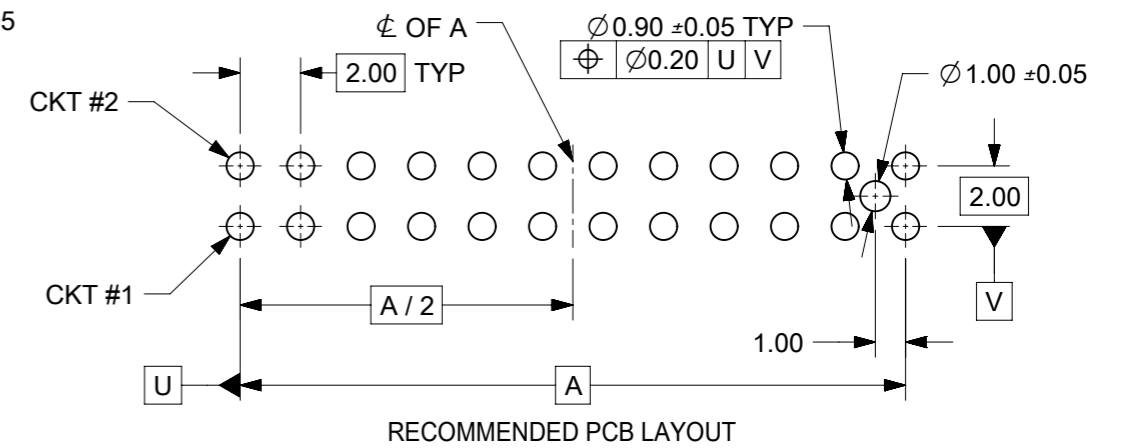 5
℄ OF A
∅0.90 ±0.05 TYP
⌖ ∅0.20 U V
2.00 TYP
∅1.00 ±0.05
CKT #2
2.00
CKT #1
A / 2
V
1.00
U
A
RECOMMENDED PCB LAYOUT